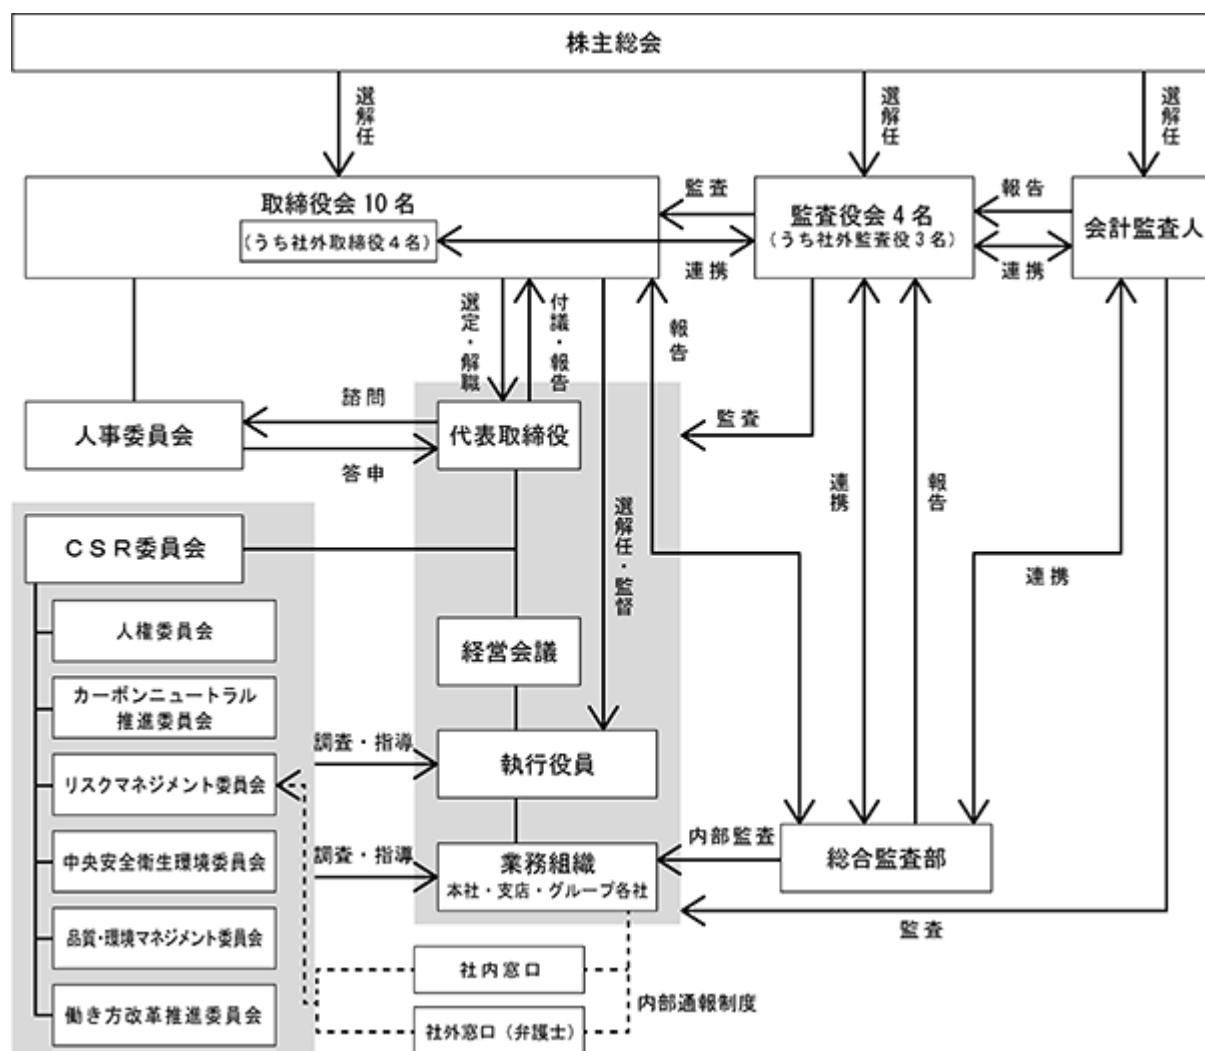 株主総会
選解任
選解任
選解任
取締役会10名
(うち社外取締役4名)
監査
連携
監査役会4名
(うち社外監査役3名)
報告
連携
会計監査人
選定・解職
付議・報告
報告
諮問
答申
人事委員会
代表取締役
監査
選解任・監督
連携
報告
連携
CSR委員会
人権委員会
カーボンニュートラル
推進委員会
リスクマネジメント委員会
中央安全衛生環境委員会
品質・環境マネジメント委員会
働き方改革推進委員会
経営会議
調査・指導
執行役員
調査・指導
業務組織
本社・支店・グループ各社
内部監査
総合監査部
監査
社内窓口
社外窓口(弁護士)
内部通報制度